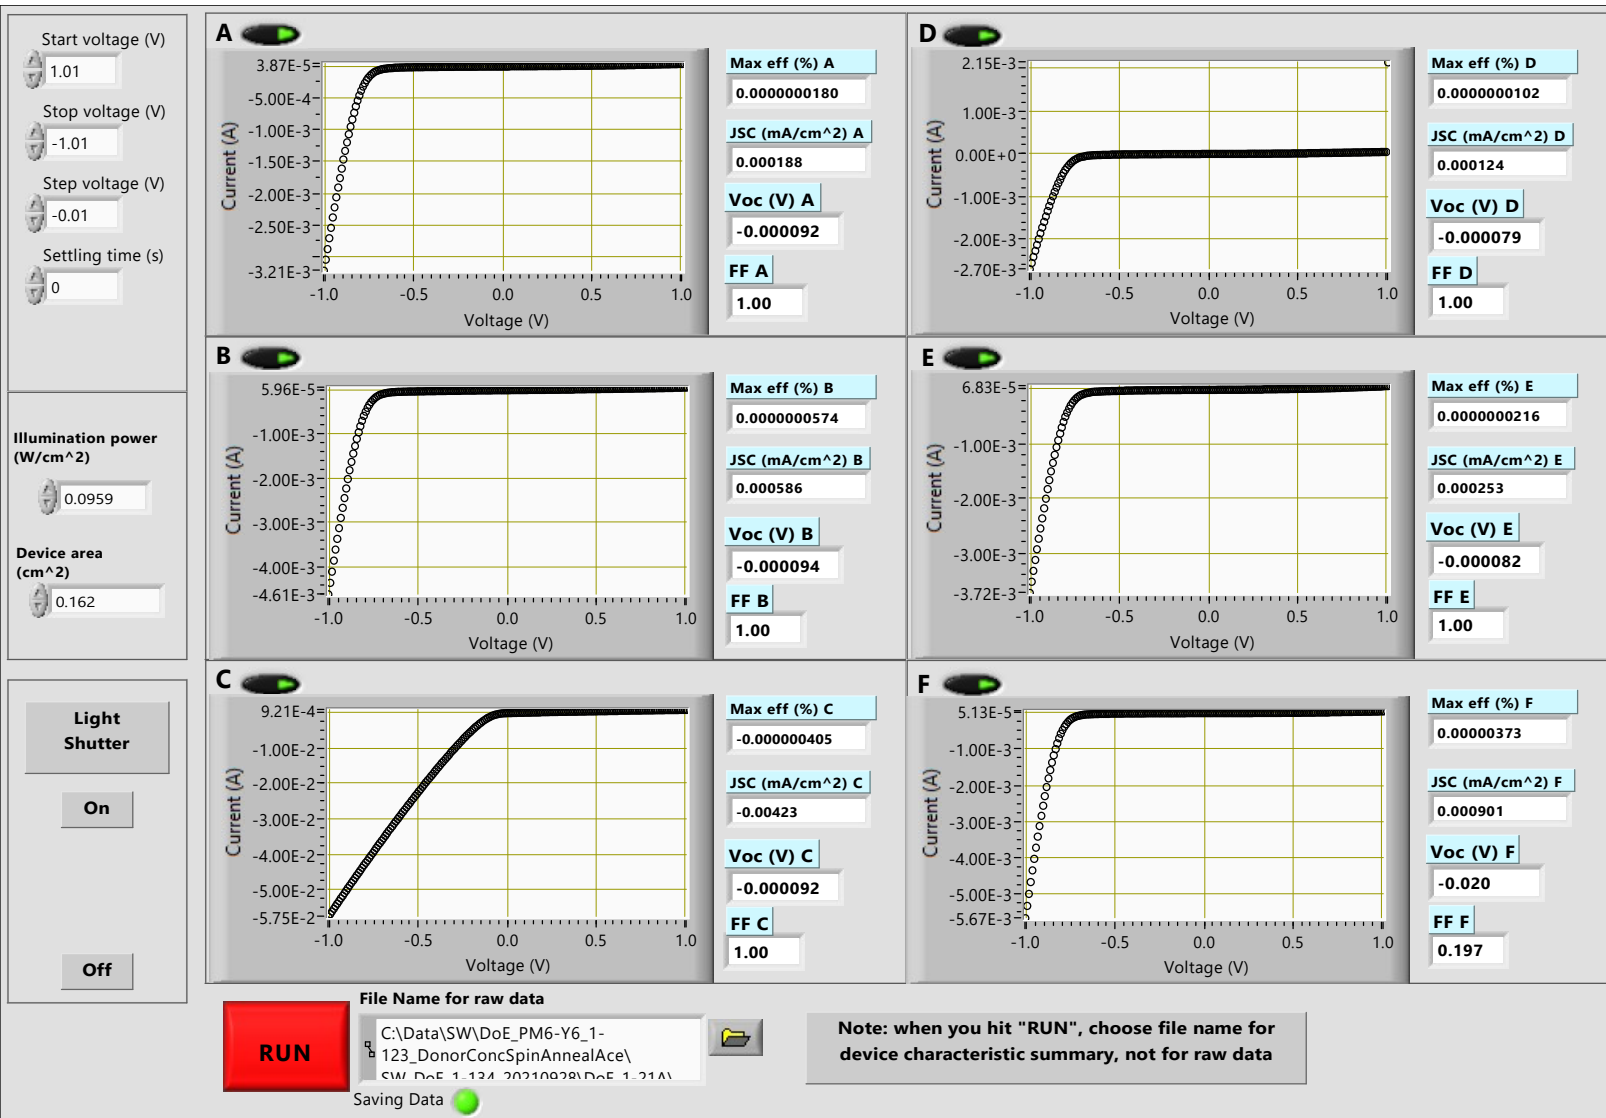 Start voltage (V)
1.01
Stop voltage (V)
-1.01
Step voltage (V)
-0.01
Settling time (s)
0
Illumination power
(W/cm^2)
0.0959
Device area
(cm^2)
0.162
Light
Shutter
On
Off
A
3.87E-5
-5.00E-4
-1.00E-3
-1.50E-3
-2.00E-3
-2.50E-3
-3.21E-3
Current (A)
-1.0 -0.5 0.0 0.5 1.0
Voltage (V)
Max eff (%) A
0.0000000180
JSC (mA/cm^2) A
0.000188
Voc (V) A
-0.000092
FF A
1.00
B
5.96E-5
-1.00E-3
-2.00E-3
-3.00E-3
-4.00E-3
-4.61E-3
Current (A)
-1.0 -0.5 0.0 0.5 1.0
Voltage (V)
Max eff (%) B
0.0000000574
JSC (mA/cm^2) B
0.000586
Voc (V) B
-0.000094
FF B
1.00
C
9.21E-4
-1.00E-2
-2.00E-2
-3.00E-2
-4.00E-2
-5.00E-2
-5.75E-2
Current (A)
-1.0 -0.5 0.0 0.5 1.0
Voltage (V)
Max eff (%) C
-0.000000405
JSC (mA/cm^2) C
-0.00423
Voc (V) C
-0.000092
FF C
1.00
D
2.15E-3
1.00E-3
0.00E+0
-1.00E-3
-2.00E-3
-2.70E-3
Current (A)
-1.0 -0.5 0.0 0.5 1.0
Voltage (V)
Max eff (%) D
0.0000000102
JSC (mA/cm^2) D
0.000124
Voc (V) D
-0.000079
FF D
1.00
E
6.83E-5
-1.00E-3
-2.00E-3
-3.00E-3
-3.72E-3
Current (A)
-1.0 -0.5 0.0 0.5 1.0
Voltage (V)
Max eff (%) E
0.0000000216
JSC (mA/cm^2) E
0.000253
Voc (V) E
-0.000082
FF E
1.00
F
5.13E-5
-1.00E-3
-2.00E-3
-3.00E-3
-4.00E-3
-5.00E-3
-5.67E-3
Current (A)
-1.0 -0.5 0.0 0.5 1.0
Voltage (V)
Max eff (%) F
0.00000373
JSC (mA/cm^2) F
0.000901
Voc (V) F
-0.020
FF F
0.197
RUN
File Name for raw data
C:\Data\SW\DoE_PM6-Y6_1-
123_DonorConcSpinAnnealAce\
SW_DoE_1-134_20210928\DoE_1-21A\
Saving Data
Note: when you hit "RUN", choose file name for
device characteristic summary, not for raw data